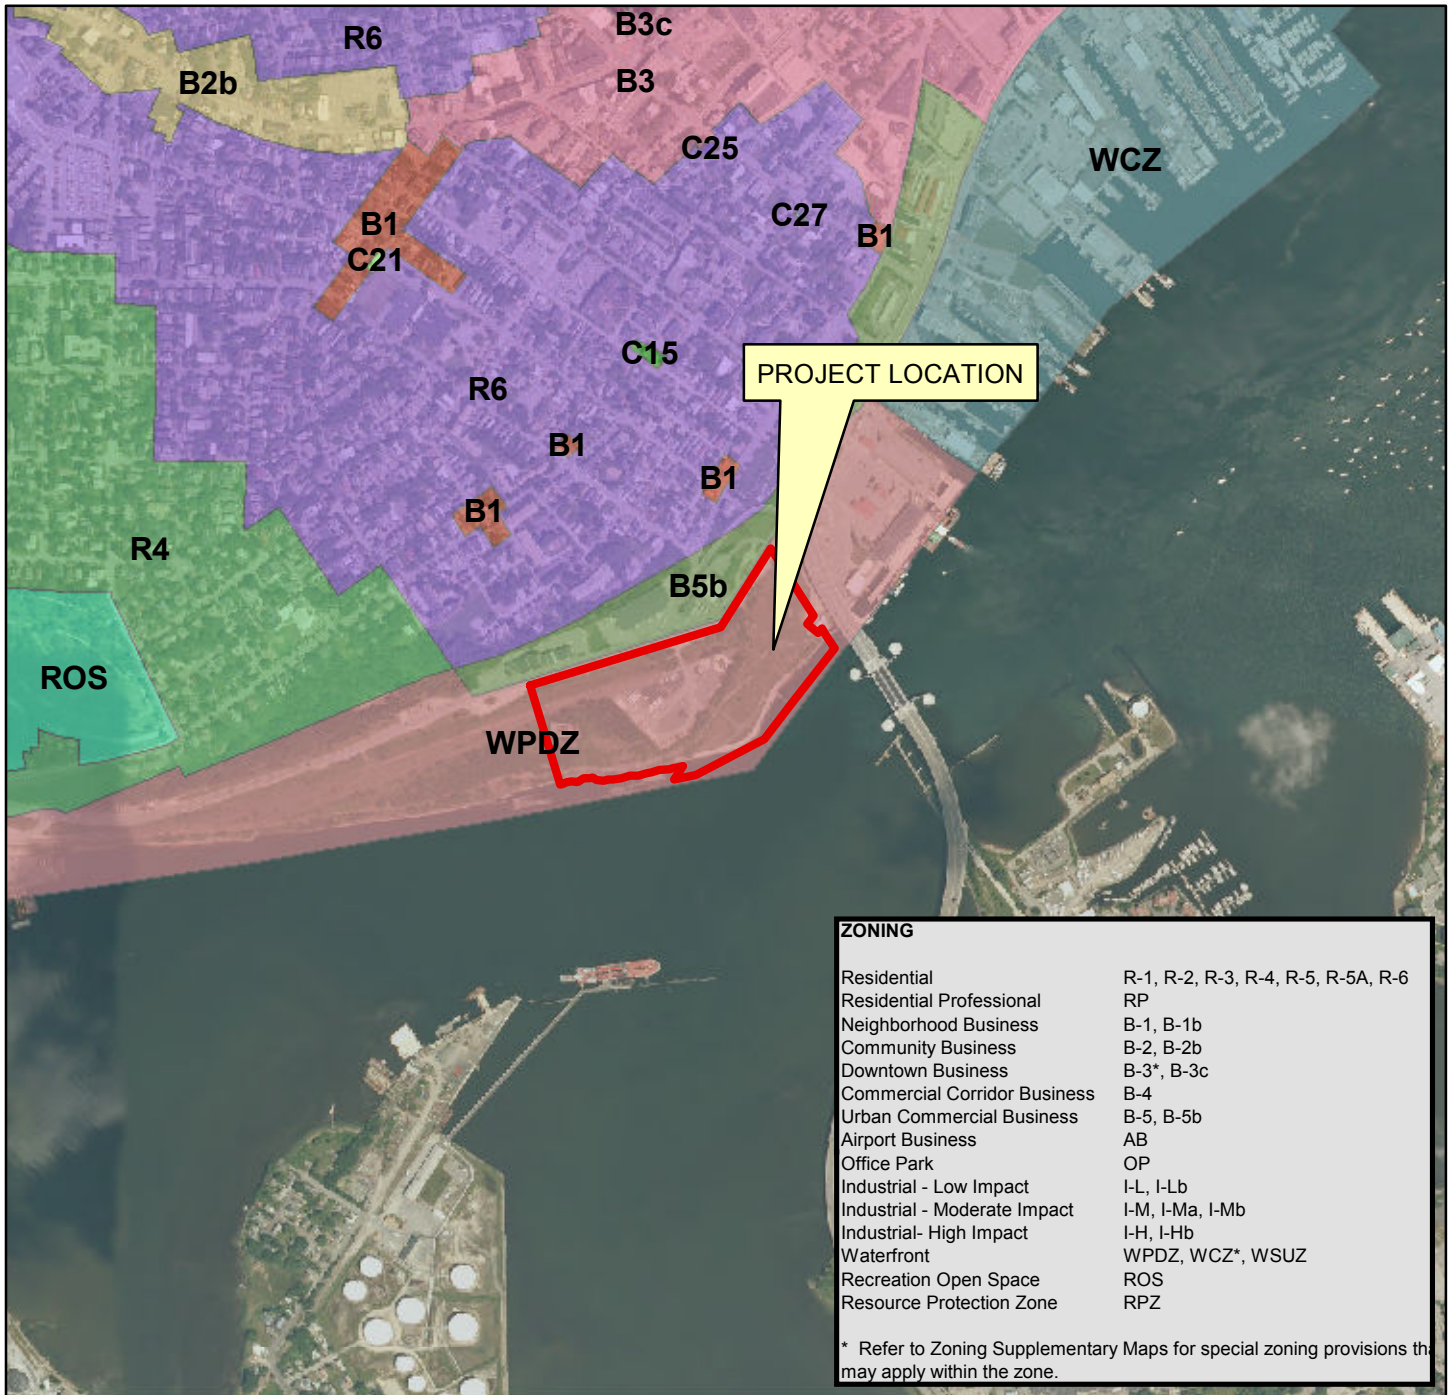 B3c
R6
B3
B2b
C25
WCZ
C27
B1
B1
C21
C15
PROJECT LOCATION
R6
B1
B1
B1
R4
B5b
ROS
WPDZ
ZONING
Residential R-1, R-2, R-3, R-4, R-5, R-5A, R-6
Residential Professional RP
Neighborhood Business B-1, B-1b
Community Business B-2, B-2b
Downtown Business B-3*, B-3c
Commercial Corridor Business B-4
Urban Commercial Business B-5, B-5b
Airport Business AB
Office Park OP
Industrial - Low Impact I-L, I-Lb
Industrial - Moderate Impact I-M, I-Ma, I-Mb
Industrial- High Impact I-H, I-Hb
Waterfront WPDZ, WCZ*, WSUZ
Recreation Open Space ROS
Resource Protection Zone RPZ
* Refer to Zoning Supplementary Maps for special zoning provisions
may apply within the zone.